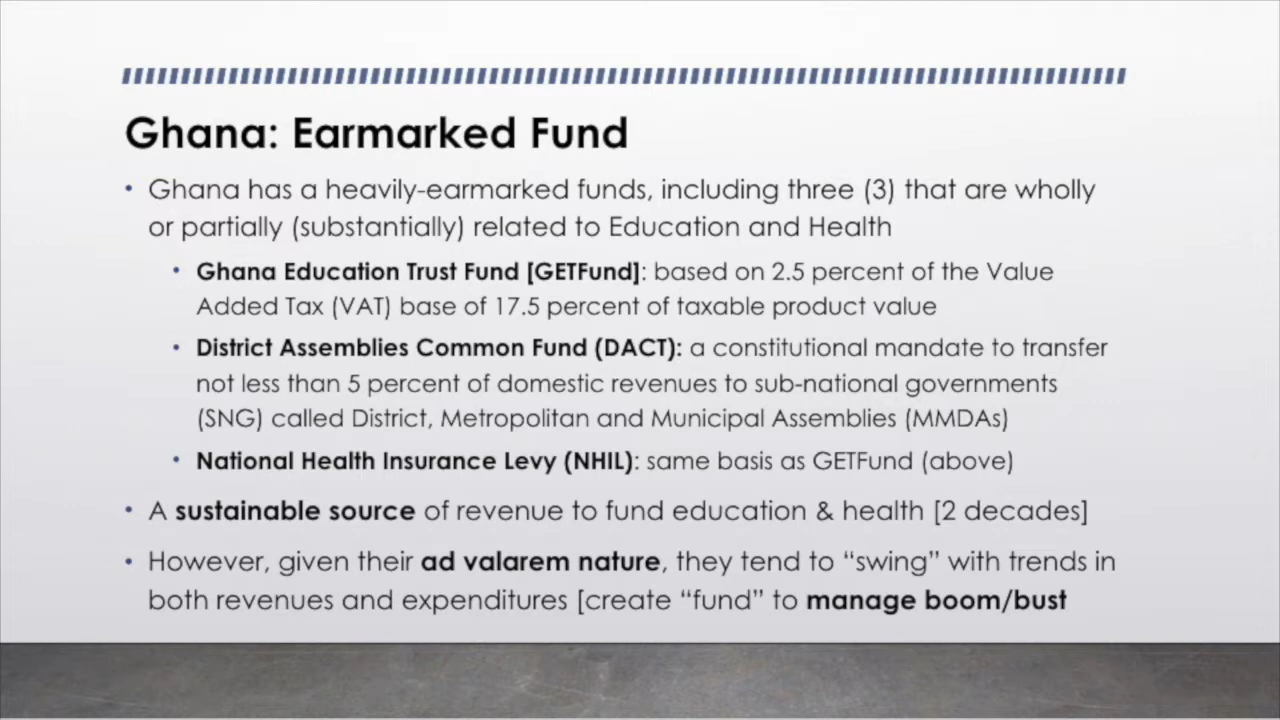 Ghana: Earmarked Fund
• Ghana has a heavily-earmarked funds, including three (3) that are wholly
or partially (substantially) related to Education and Health
• Ghana Education Trust Fund [GETFund]: based on 2.5 percent of the Value
Added Tax (VAT) base of 17.5 percent of taxable product value
• District Assemblies Common Fund (DACT): a constitutional mandate to transfer
not less than 5 percent of domestic revenues to sub-national governments
(SNG) called District, Metropolitan and Municipal Assemblies (MMDAs)
• National Health Insurance Levy (NHIL): same basis as GETFund (above)
• A sustainable source of revenue to fund education & health [2 decades]
• However, given their ad valarem nature, they tend to “swing” with trends in
both revenues and expenditures [create “fund” to manage boom/bust